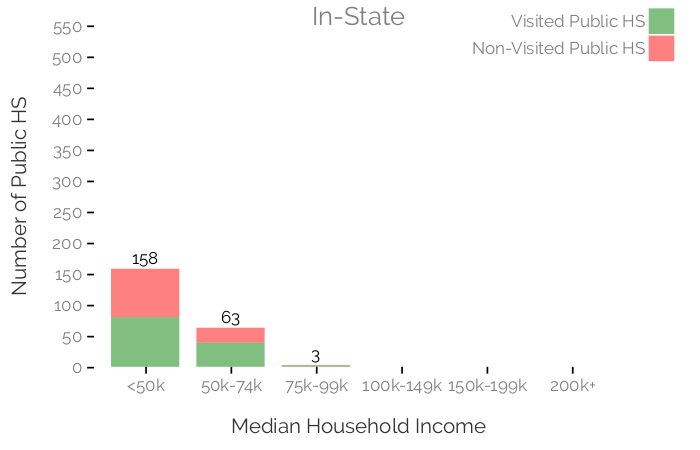 In-State
Visited Public HS
Non-Visited Public HS
Number of Public HS
550
500
450
400
350
300
250
200
150
100
50
0
158
63
3
<50k
50k-74k
75k-99k
100k-149k
150k-199k
200k+
Median Household Income